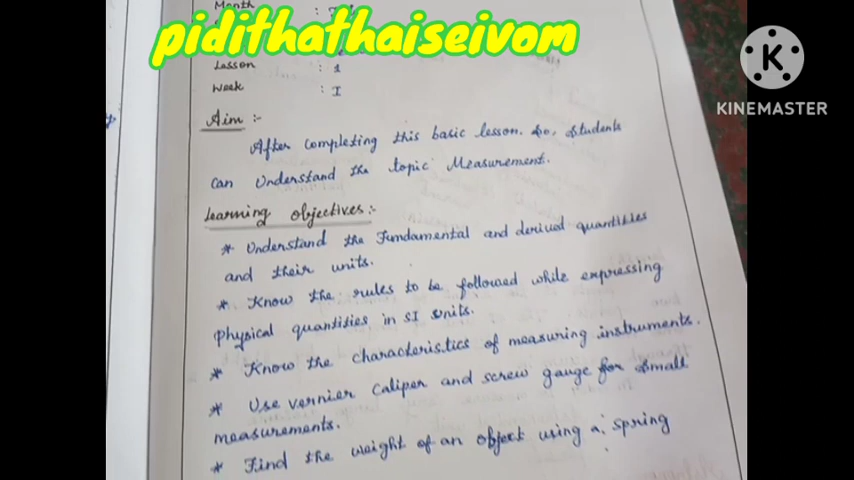 Month :
pidithathaiseivom
Lesson : 1
Week : I
Aim :-
After completing this basic lesson. So, students
can understand the topic Measurement.
Learning objectives:-
* Understand the Fundamental and derived quantities
and their units.
* Know the rules to be followed while expressing
physical quantities in SI units.
* Know the characteristics of measuring instruments.
* Use vernier caliper and screw gauge for small
measurements.
* Find the weight of an object using a spring
KINEMASTER